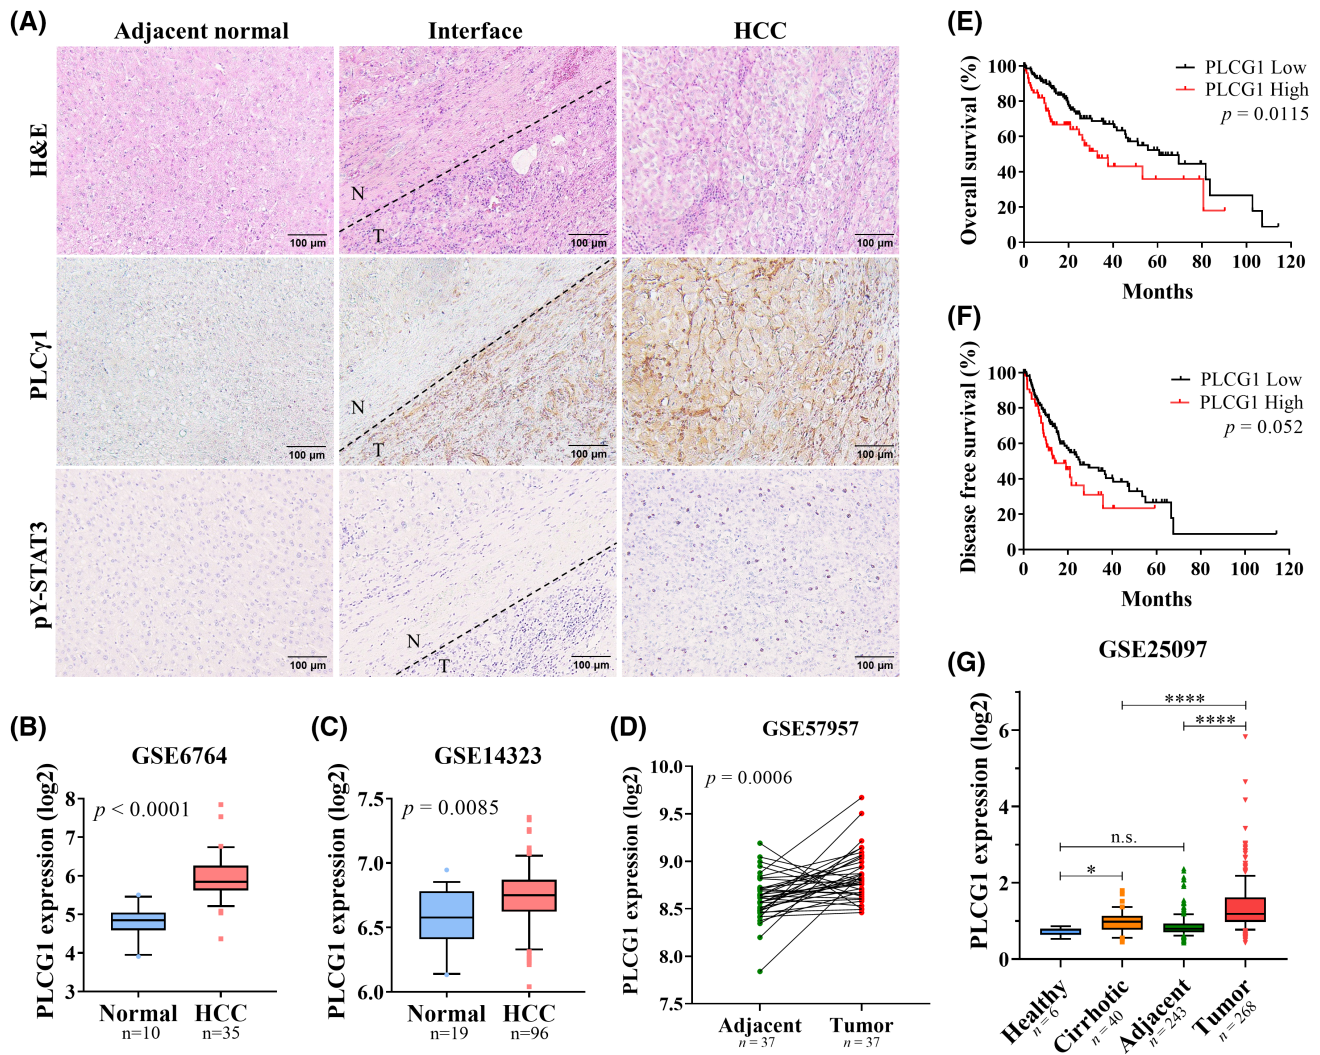 (A)
Adjacent normal
Interface
HCC
H&E
N
T
100 μm
100 μm
100 μm
PLCγ1
N
T
100 μm
100 μm
100 μm
pY-STAT3
N
T
100 μm
100 μm
100 μm
(B)
GSE6764
PLCG1 expression (log2)
p < 0.0001
8
7
6
5
4
3
Normal
HCC
n=10
n=35
(C)
GSE14323
PLCG1 expression (log2)
p = 0.0085
7.5
7.0
6.5
6.0
Normal
HCC
n=19
n=96
(D)
GSE57957
PLCG1 expression (log2)
p = 0.0006
10.0
9.5
9.0
8.5
8.0
7.5
Adjacent
Tumor
n = 37
n = 37
(E)
Overall survival (%)
100
80
60
40
20
0
PLCG1 Low
PLCG1 High
p = 0.0115
0 20 40 60 80 100 120
Months
(F)
Disease free survival (%)
100
80
60
40
20
0
PLCG1 Low
PLCG1 High
p = 0.052
0 20 40 60 80 100 120
Months
(G)
GSE25097
PLCG1 expression (log2)
6
4
2
0
****
****
n.s.
*
Healthy
n = 6
Cirrhotic
n = 40
Adjacent
n = 243
Tumor
n = 268